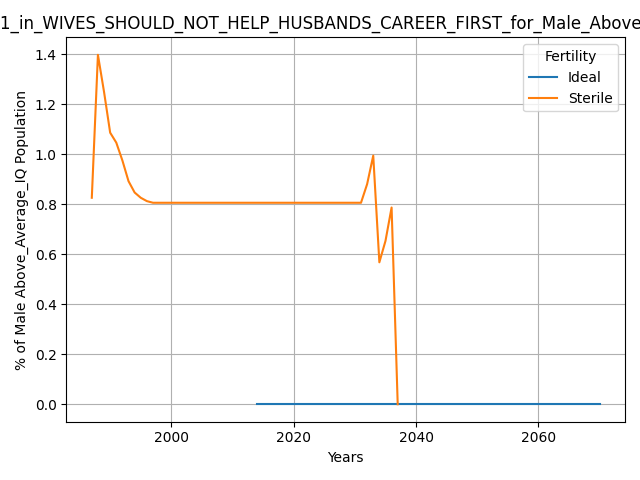 1_in_WIVES_SHOULD_NOT_HELP_HUSBANDS_CAREER_FIRST_for_Male_Above
Fertility
Ideal
Sterile
1.4
1.2
1.0
0.8
0.6
0.4
0.2
0.0
% of Male Above_Average_IQ Population
2000 2020 2040 2060
Years